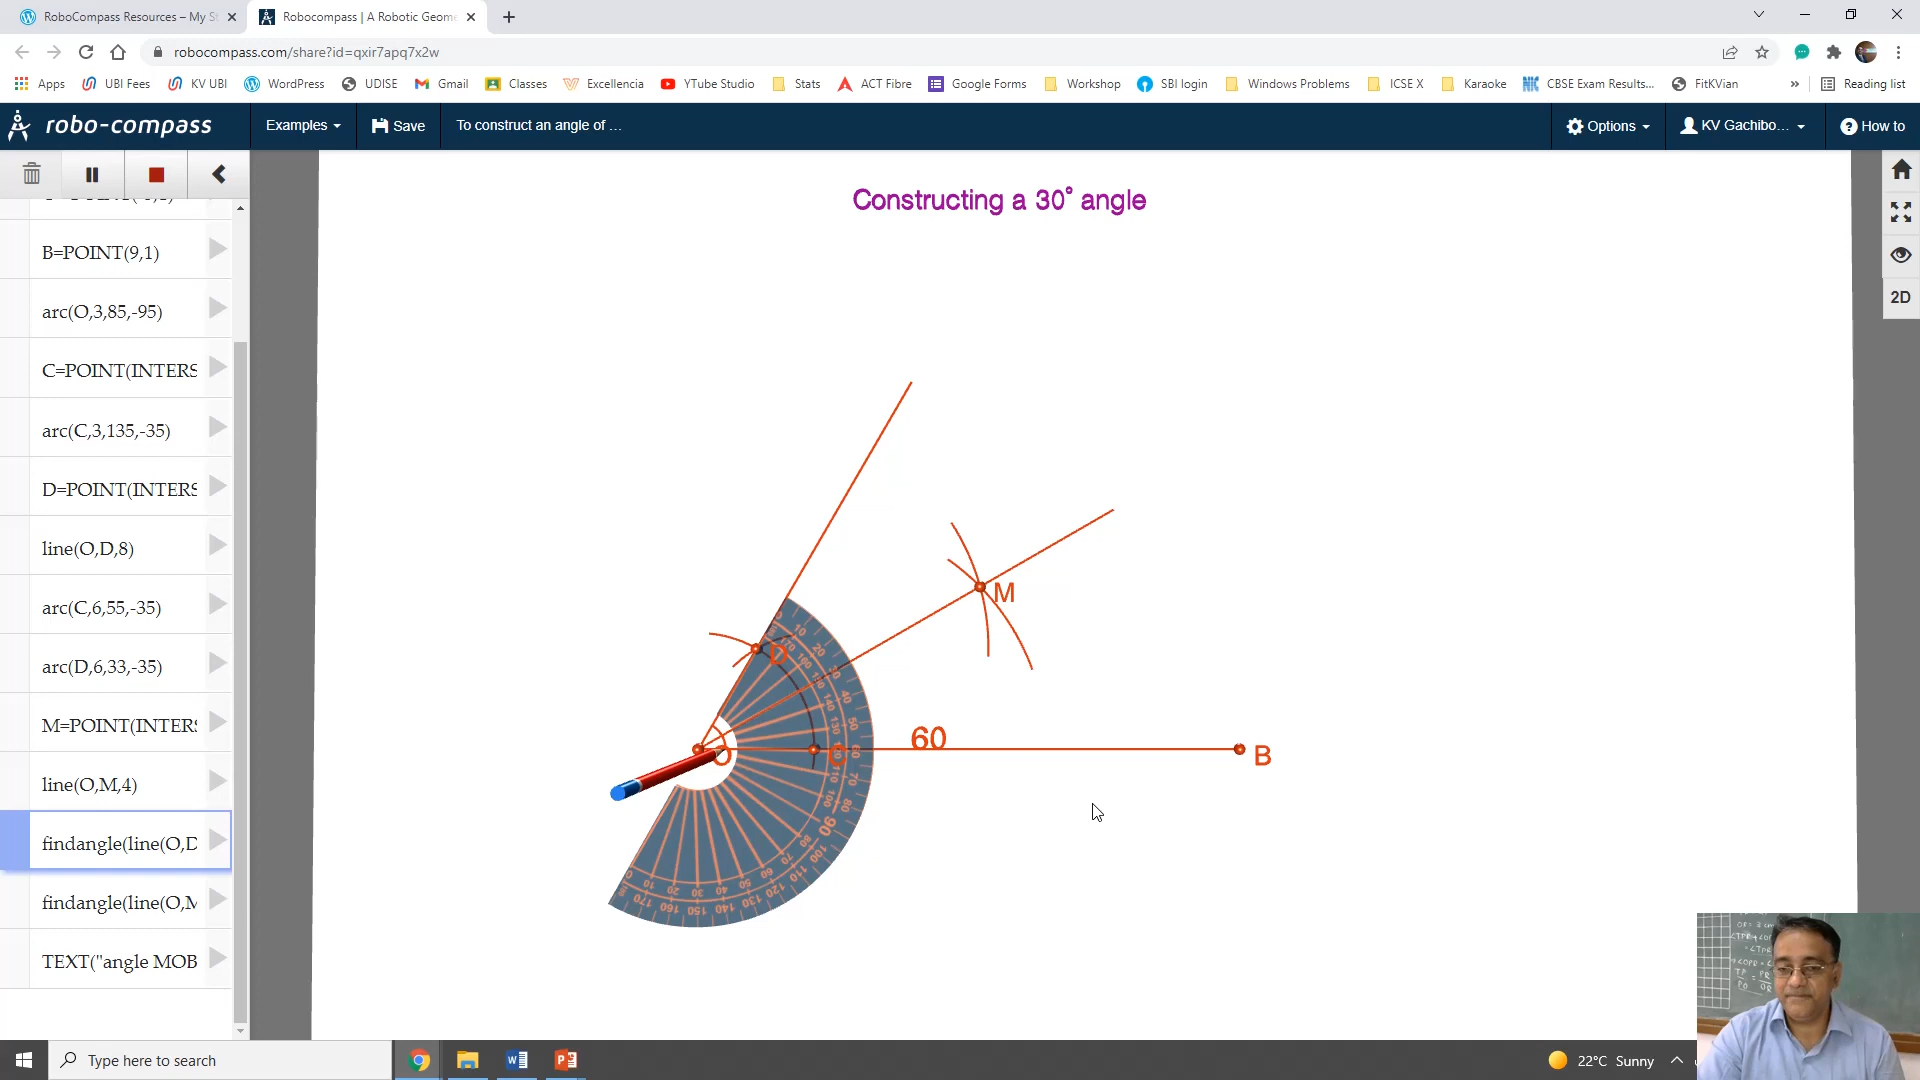 RoboCompass Resources – My St
Robocompass | A Robotic Geome
robocompass.com/share?id=qxir7apq7x2w
Apps UBI Fees KV UBI WordPress UDISE Gmail Classes Excellencia YTube Studio Stats ACT Fibre Google Forms Workshop SBI login Windows Problems ICSE X Karaoke CBSE Exam Results... FitKVian » Reading list
robo-compass Examples Save To construct an angle of ... Options KV Gachibo... How to
Constructing a 30° angle
2D
B=POINT(9,1)
arc(O,3,85,-95)
C=POINT(INTERS
arc(C,3,135,-35)
D=POINT(INTERS
line(O,D,8)
arc(C,6,55,-35)
arc(D,6,33,-35)
M=POINT(INTERS
line(O,M,4)
findangle(line(O,D
findangle(line(O,M
TEXT("angle MOB
M
D
60
O
C
B
Type here to search
22°C Sunny